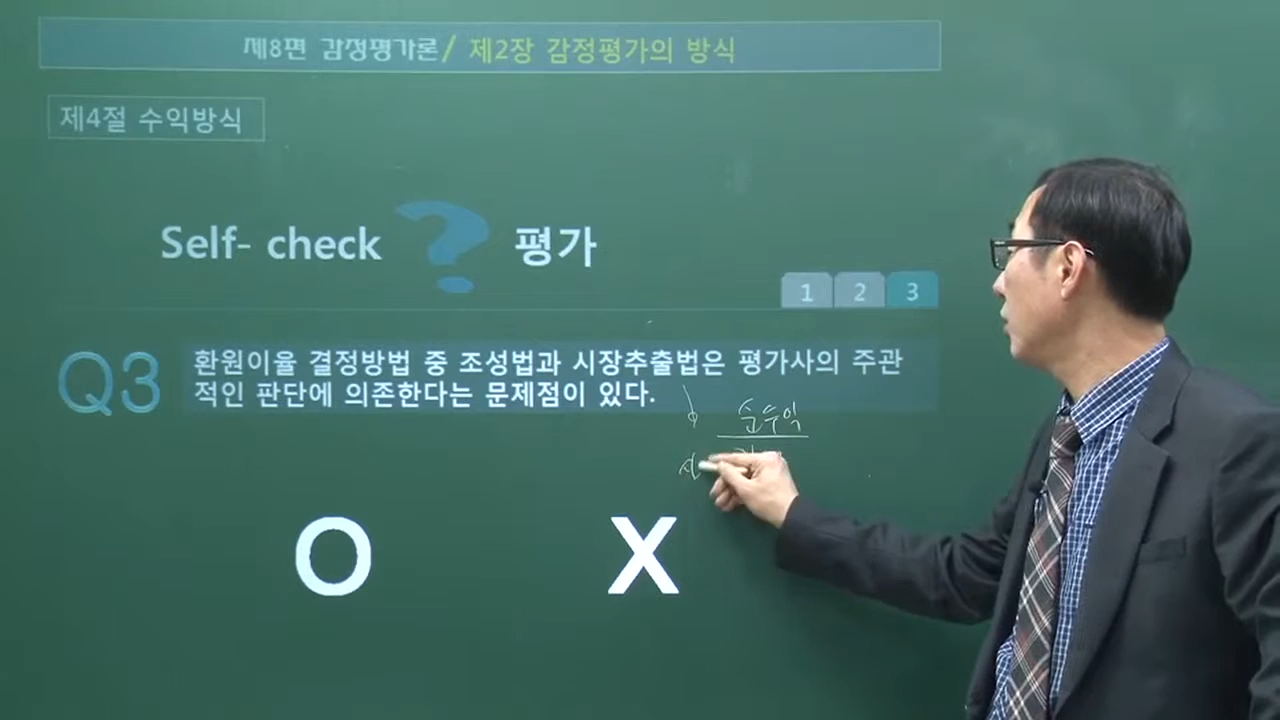 제8편 감정평가론 / 제2장 감정평가의 방식
제4절 수익방식
Self- check ? 평가
1 2 3
Q3 환원이율 결정방법 중 조성법과 시장추출법은 평가사의 주관
적인 판단에 의존한다는 문제점이 있다.
순수익
O X